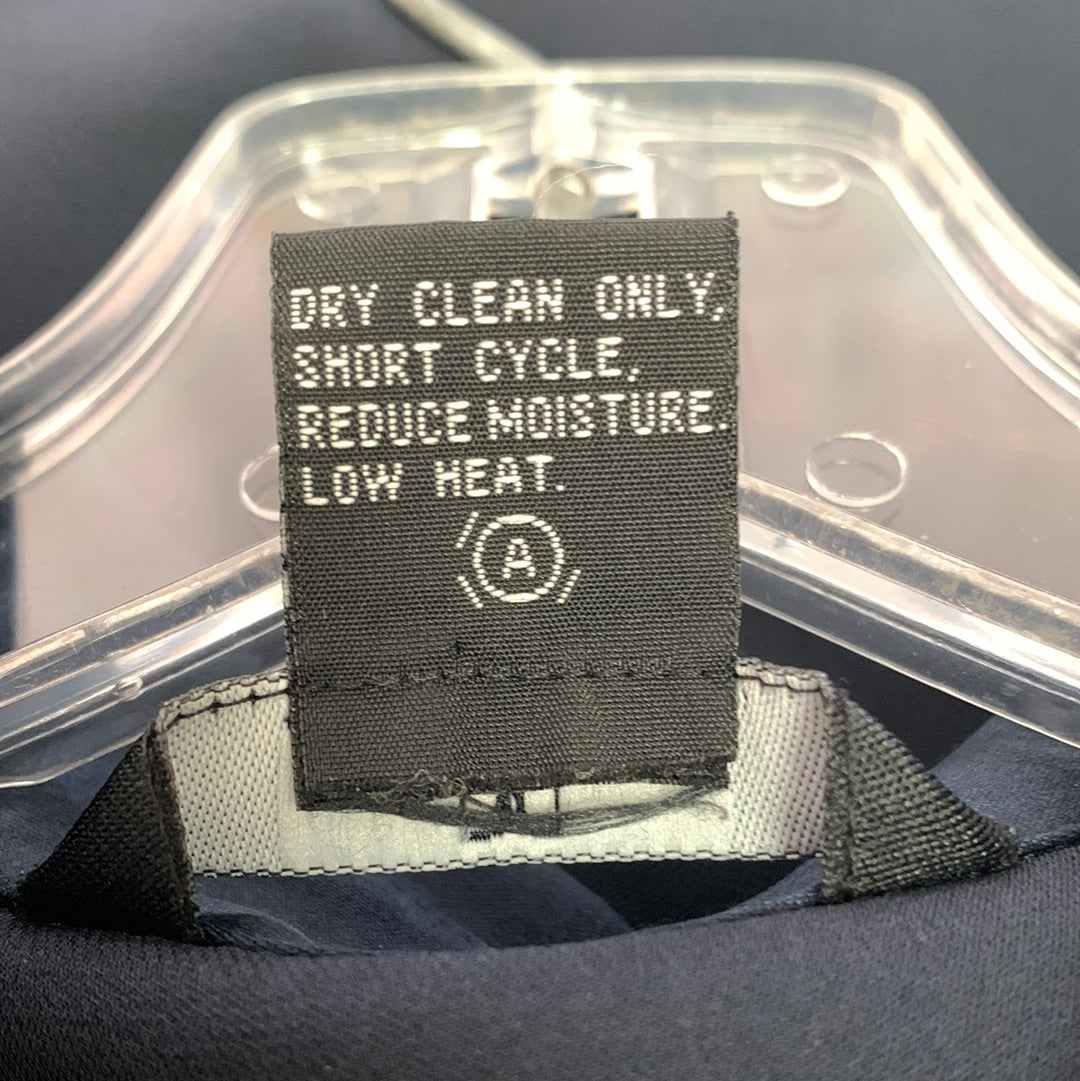 DRY CLEAN ONLY,
SHORT CYCLE,
REDUCE MOISTURE.
LOW HEAT.
A